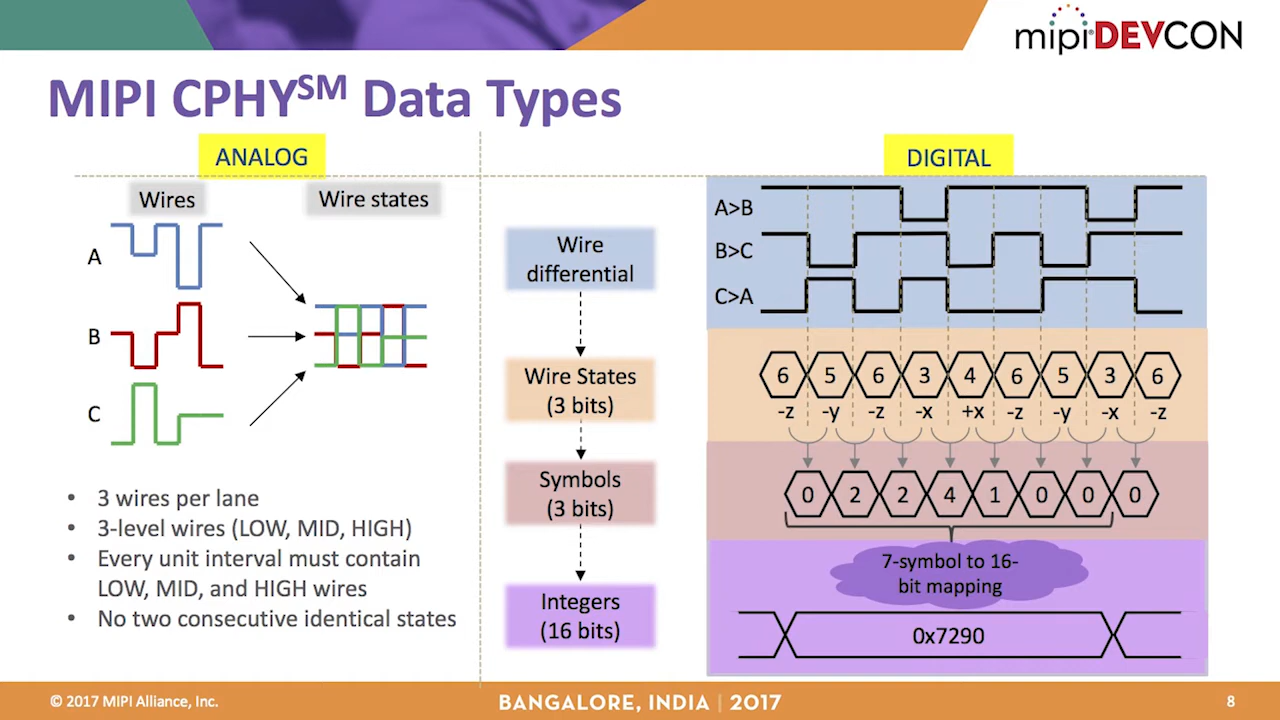 mipi DEVCON
MIPI CPHYSM Data Types
ANALOG
DIGITAL
Wires
Wire states
A
B
C
• 3 wires per lane
• 3-level wires (LOW, MID, HIGH)
• Every unit interval must contain
LOW, MID, and HIGH wires
• No two consecutive identical states
Wire
differential
Wire States
(3 bits)
Symbols
(3 bits)
Integers
(16 bits)
A>B
B>C
C>A
6 5 6 3 4 6 5 3 6
-z -y -z -x +x -z -y -x -z
0 2 2 4 1 0 0 0
7-symbol to 16-
bit mapping
0x7290
© 2017 MIPI Alliance, Inc.
BANGALORE, INDIA | 2017
8